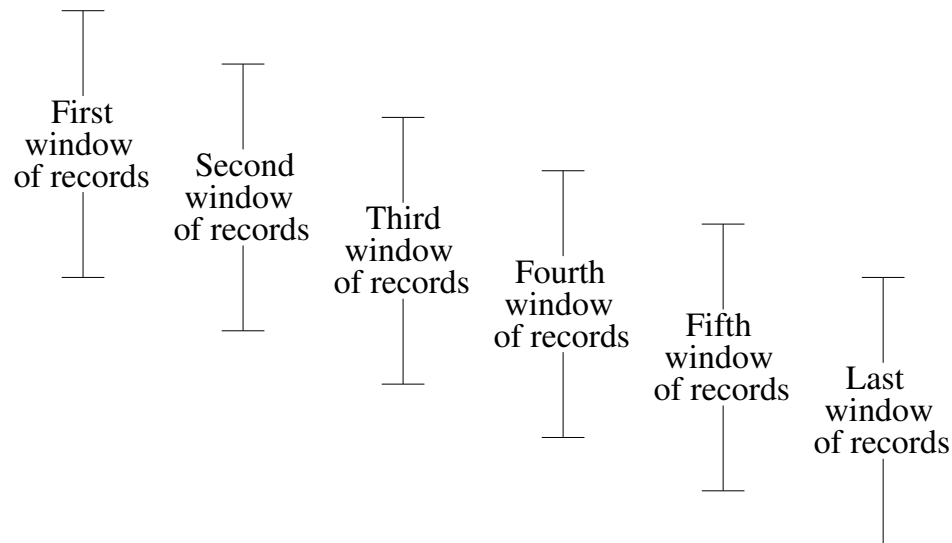 First
window
of records
Second
window
of records
Third
window
of records
Fourth
window
of records
Fifth
window
of records
Last
window
of records